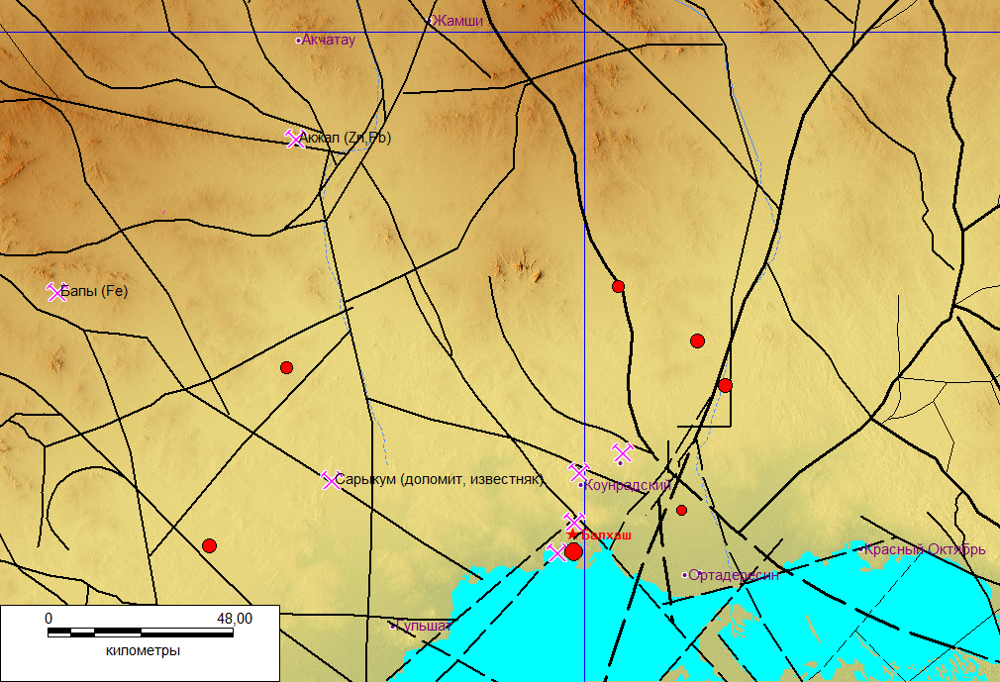 Жамши
Акчатау
Акжал (Zn,Pb)
Бапы (Fe)
Сарыкум (доломит, известняк)
Коунрадский
Балхаш
Красный Октябрь
Ортадересин
Гульшат
0 48,00
километры